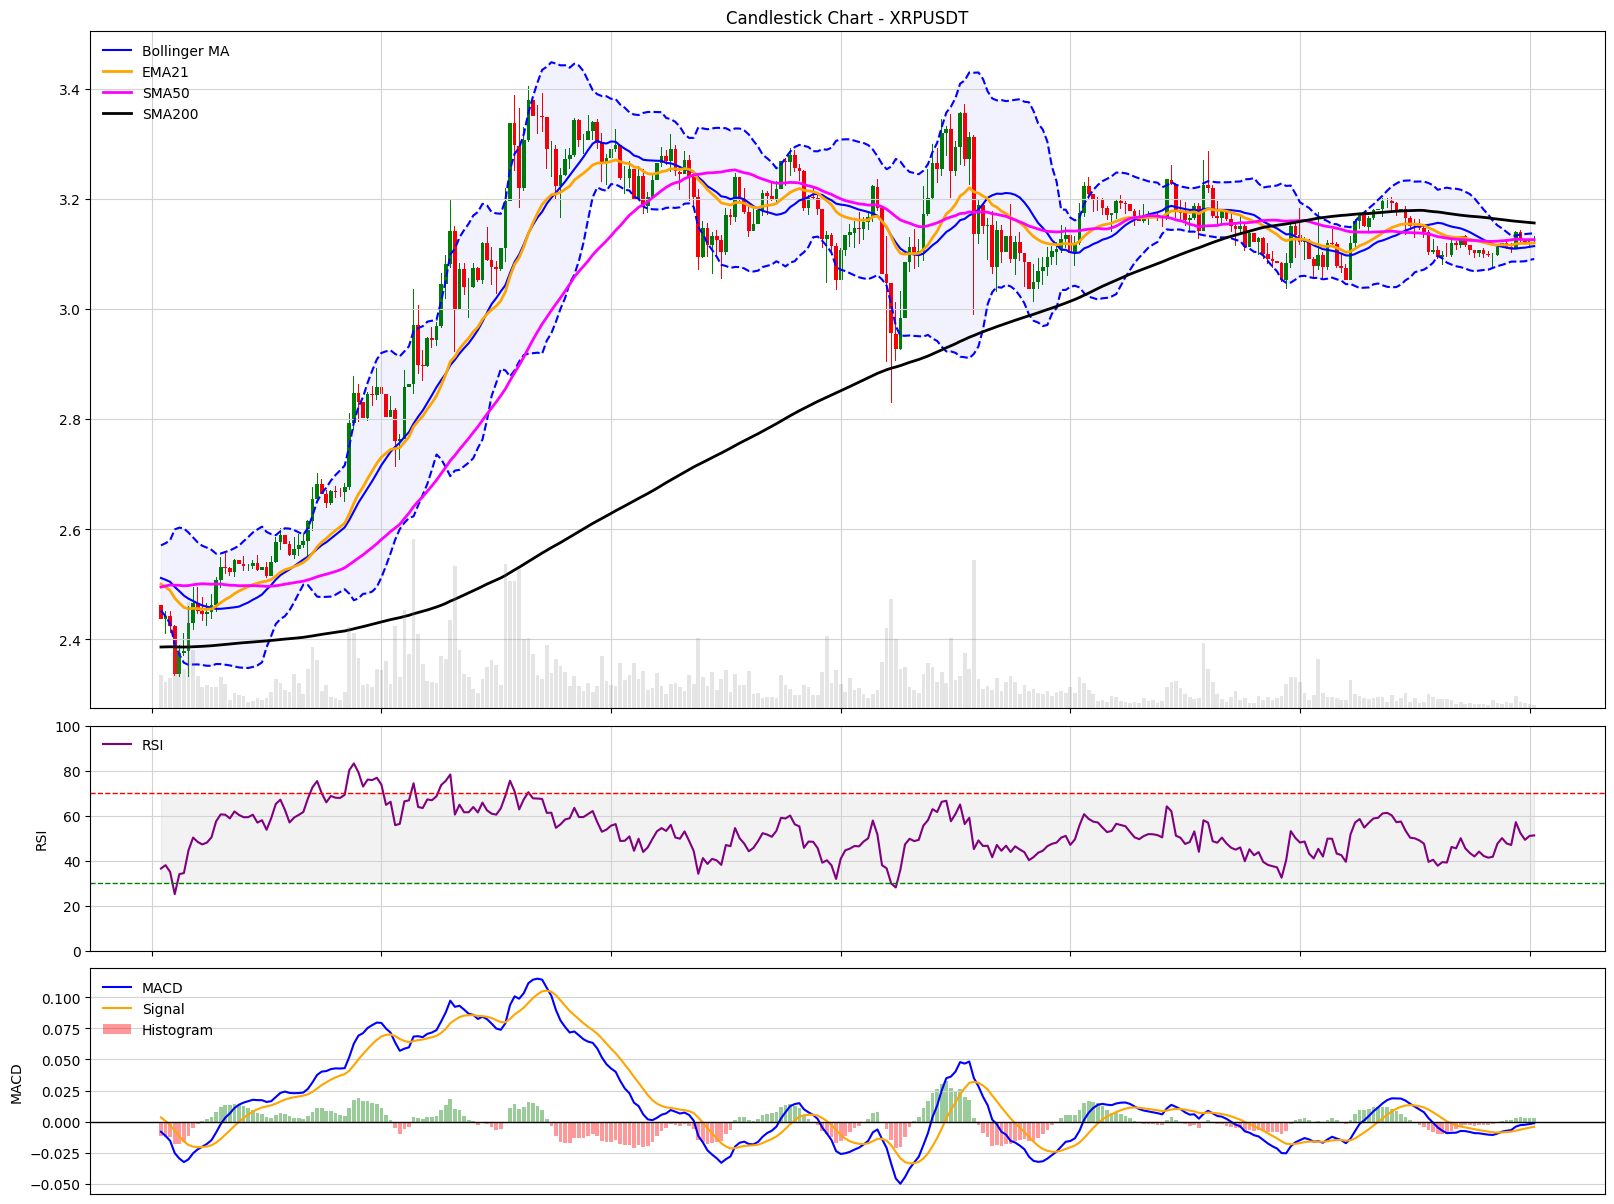 Candlestick Chart - XRPUSDT
Bollinger MA
EMA21
SMA50
SMA200
3.4
3.2
3.0
2.8
2.6
2.4
RSI
100
80
60
40
20
0
RSI
MACD
Signal
Histogram
0.100
0.075
0.050
0.025
0.000
−0.025
−0.050
MACD